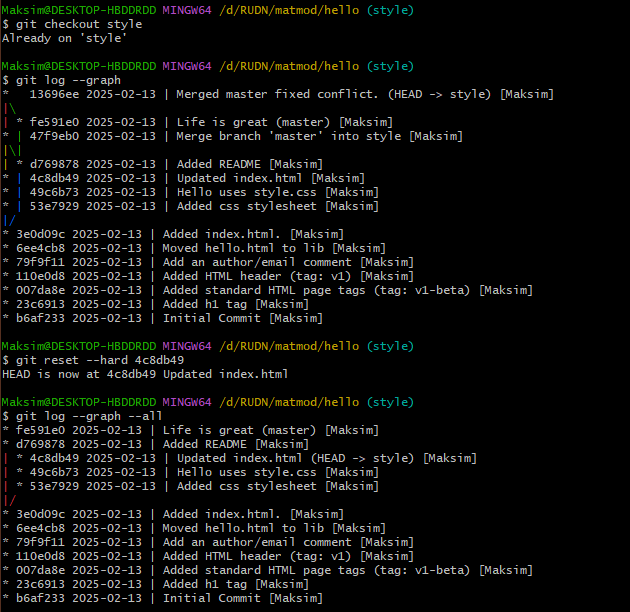 Maksim@DESKTOP-HBDDRDD MINGW64 /d/RUDN/matmod/hello (style)
$ git checkout style
Already on 'style'

Maksim@DESKTOP-HBDDRDD MINGW64 /d/RUDN/matmod/hello (style)
$ git log --graph
*   13696ee 2025-02-13 | Merged master fixed conflict. (HEAD -> style) [Maksim]
|\
| * fe591e0 2025-02-13 | Life is great (master) [Maksim]
* | 47f9eb0 2025-02-13 | Merge branch 'master' into style [Maksim]
|\|
| * d769878 2025-02-13 | Added README [Maksim]
* | 4c8db49 2025-02-13 | Updated index.html [Maksim]
* | 49c6b73 2025-02-13 | Hello uses style.css [Maksim]
* | 53e7929 2025-02-13 | Added css stylesheet [Maksim]
|/
* 3e0d09c 2025-02-13 | Added index.html. [Maksim]
* 6ee4cb8 2025-02-13 | Moved hello.html to lib [Maksim]
* 79f9f11 2025-02-13 | Add an author/email comment [Maksim]
* 110e0d8 2025-02-13 | Added HTML header (tag: v1) [Maksim]
* 007da8e 2025-02-13 | Added standard HTML page tags (tag: v1-beta) [Maksim]
* 23c6913 2025-02-13 | Added h1 tag [Maksim]
* b6af233 2025-02-13 | Initial Commit [Maksim]

Maksim@DESKTOP-HBDDRDD MINGW64 /d/RUDN/matmod/hello (style)
$ git reset --hard 4c8db49
HEAD is now at 4c8db49 Updated index.html

Maksim@DESKTOP-HBDDRDD MINGW64 /d/RUDN/matmod/hello (style)
$ git log --graph --all
* fe591e0 2025-02-13 | Life is great (master) [Maksim]
* d769878 2025-02-13 | Added README [Maksim]
| * 4c8db49 2025-02-13 | Updated index.html (HEAD -> style) [Maksim]
| * 49c6b73 2025-02-13 | Hello uses style.css [Maksim]
| * 53e7929 2025-02-13 | Added css stylesheet [Maksim]
|/
* 3e0d09c 2025-02-13 | Added index.html. [Maksim]
* 6ee4cb8 2025-02-13 | Moved hello.html to lib [Maksim]
* 79f9f11 2025-02-13 | Add an author/email comment [Maksim]
* 110e0d8 2025-02-13 | Added HTML header (tag: v1) [Maksim]
* 007da8e 2025-02-13 | Added standard HTML page tags (tag: v1-beta) [Maksim]
* 23c6913 2025-02-13 | Added h1 tag [Maksim]
* b6af233 2025-02-13 | Initial Commit [Maksim]